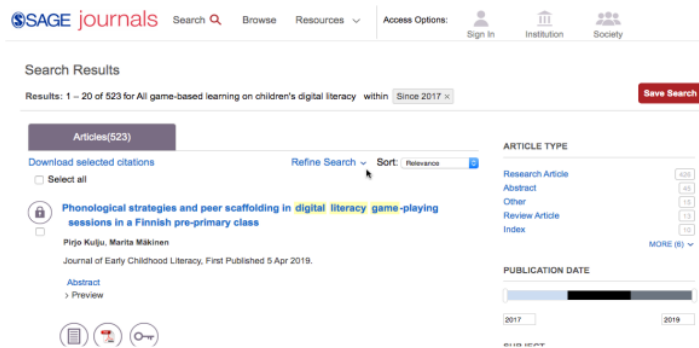 SAGE journals Search Browse Resources Access Options:
Sign In Institution Society
Search Results
Results: 1 – 20 of 523 for All game-based learning on children's digital literacy within Since 2017 ×
Save Search
Articles(523)
Download selected citations Refine Search Sort: Relevance
Select all
Phonological strategies and peer scaffolding in digital literacy game-playing
sessions in a Finnish pre-primary class
Pirjo Kulju, Marita Mäkinen
Journal of Early Childhood Literacy, First Published 5 Apr 2019.
Abstract
> Preview
ARTICLE TYPE
Research Article
Abstract 45
Other 15
Review Article 13
Index 10
MORE (6)
PUBLICATION DATE
2017 2019